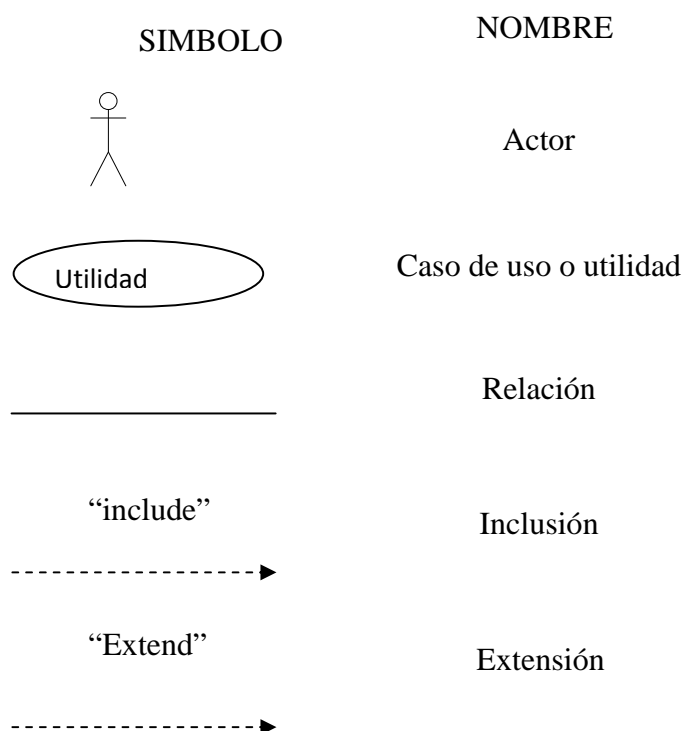 SIMBOLO NOMBRE
Actor
Utilidad Caso de uso o utilidad
Relación
“include” Inclusión
“Extend” Extensión